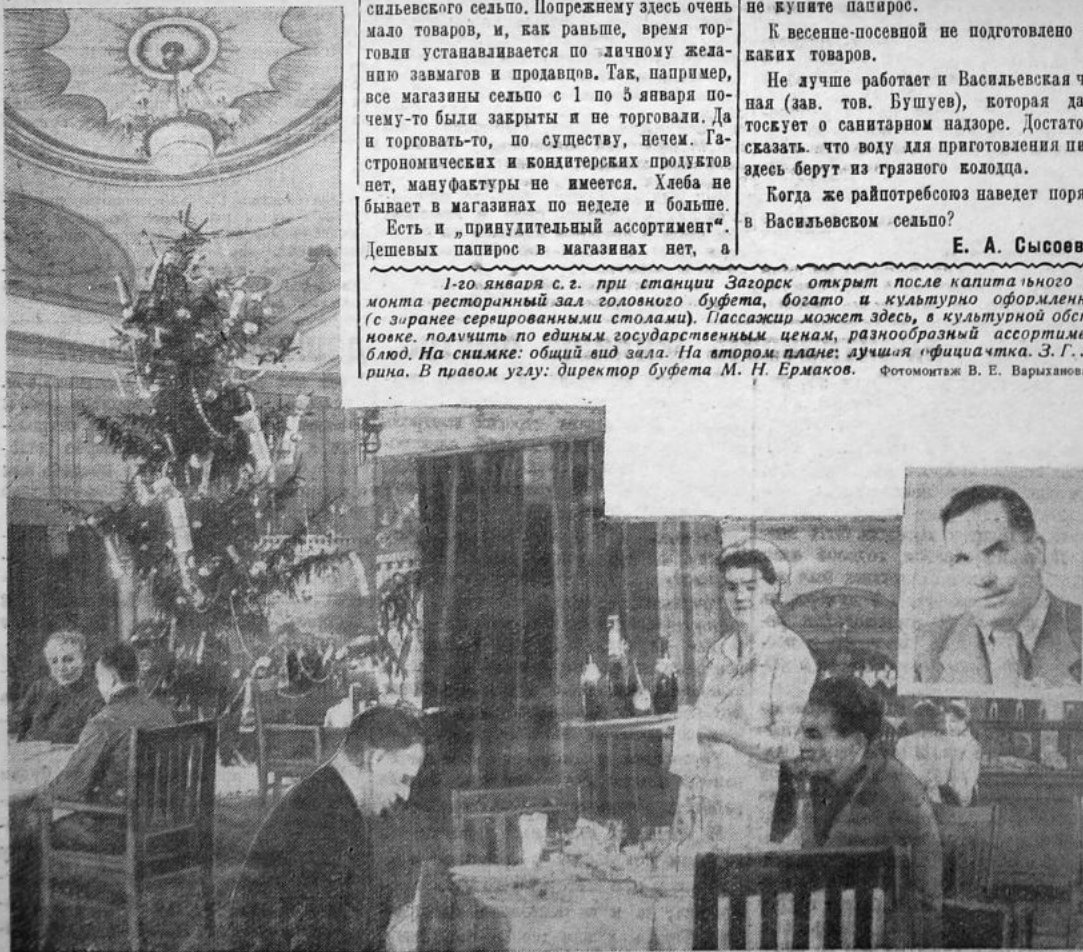 сильевского сельпо. Попрежнему здесь очень
мало товаров, и, как раньше, время тор-
говли устанавливается по личному жела-
нию завмагов и продавцов. Так, например,
все магазины сельпо с 1 по 5 января по-
чему-то были закрыты и не торговали. Да
и торговать-то, по существу, нечем. Га-
строномических и кондитерских продуктов
нет, мануфактуры не имеется. Хлеба не
бывает в магазинах по неделе и больше.
Есть и „принудительный ассортимент“.
Дешевых папирос в магазинах нет, а
не купите папирос.
К весенне-посевной не подготовлено
каких товаров.
Не лучше работает и Васильевская ч
ная (зав. тов. Бушуев), которая да
тоскует о санитарном надзоре. Достато
сказать. что воду для приготовления пи
здесь берут из грязного колодца.
Когда же райпотребсоюз наведет поря
в Васильевском сельпо?
Е. А. Сысоев
1-го января с. г. при станции Загорск открыт после капитального
монта ресторанный зал головного буфета, богато и культурно оформленн
(с заранее сервированными столами). Пассажир может здесь, в культурной обст
новке. получить по единым государственным ценам, разнообразный ассортиме
блюд. На снимке: общий вид зала. На втором плане: лучшая официантка. З. Г.
рина. В правом углу: директор буфета М. Н. Ермаков. Фотомонтаж В. Е. Варыханов